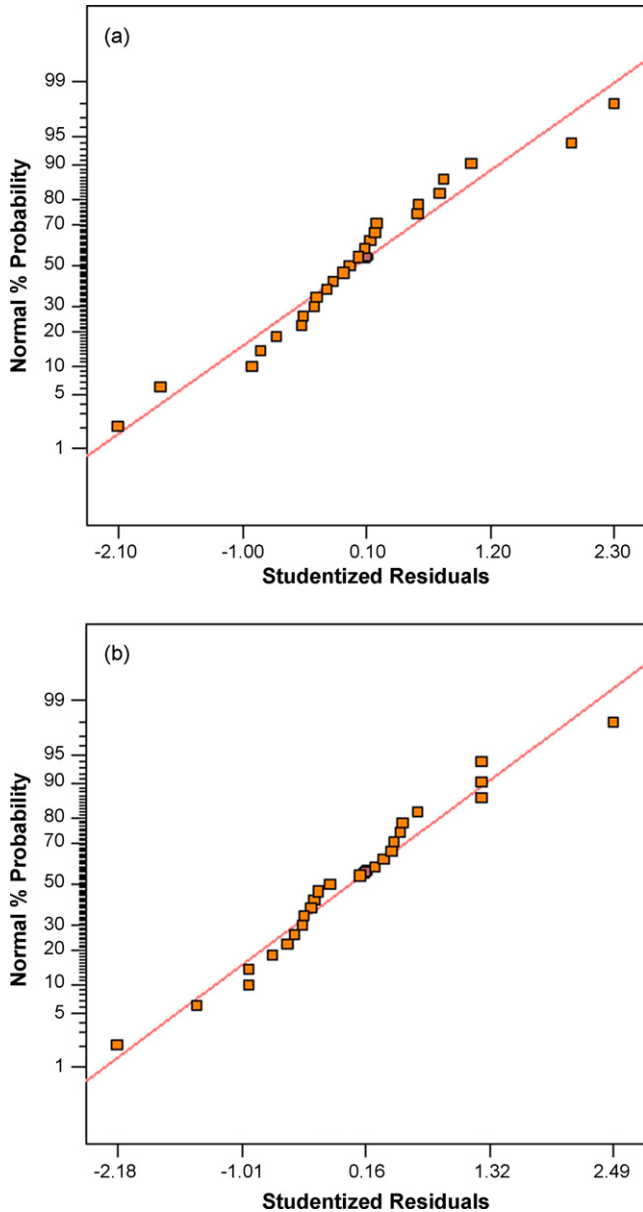 (a)
Normal % Probability
99
95
90
80
70
50
30
20
10
5
1
-2.10 -1.00 0.10 1.20 2.30
Studentized Residuals
(b)
Normal % Probability
99
95
90
80
70
50
30
20
10
5
1
-2.18 -1.01 0.16 1.32 2.49
Studentized Residuals